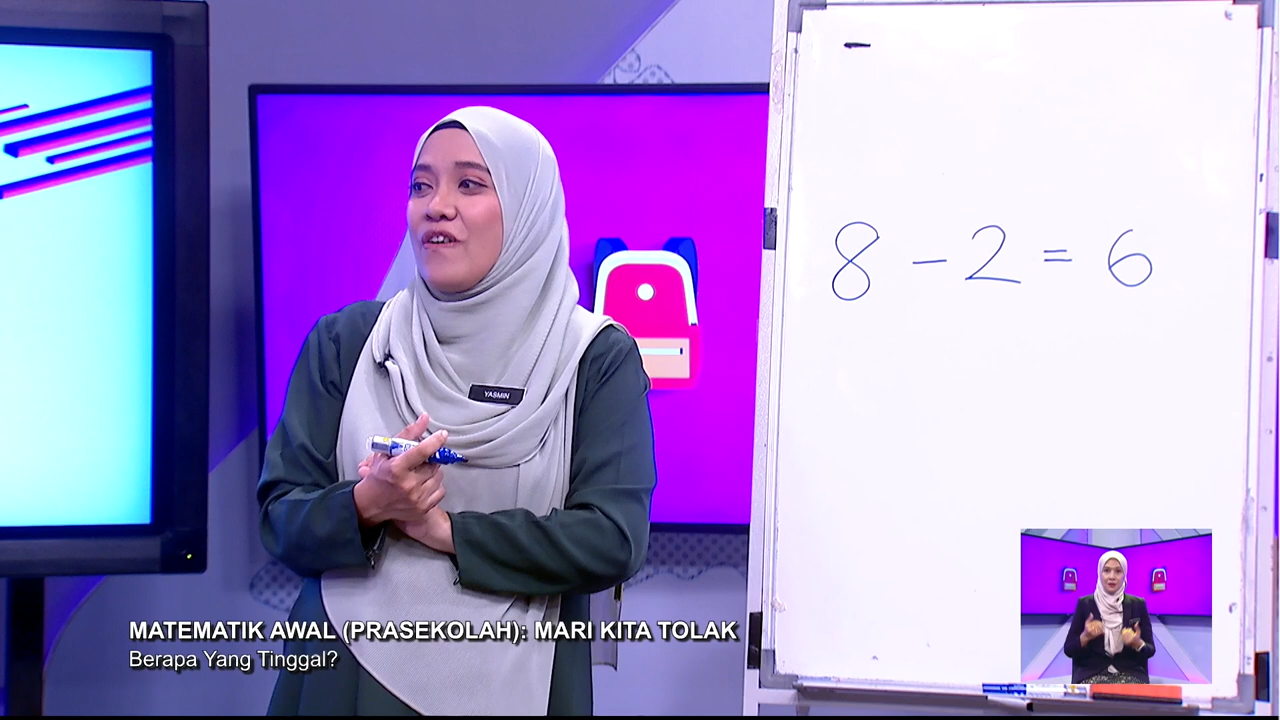 -
8 - 2 = 6
YASMIN
MATEMATIK AWAL (PRASEKOLAH): MARI KITA TOLAK
Berapa Yang Tinggal?